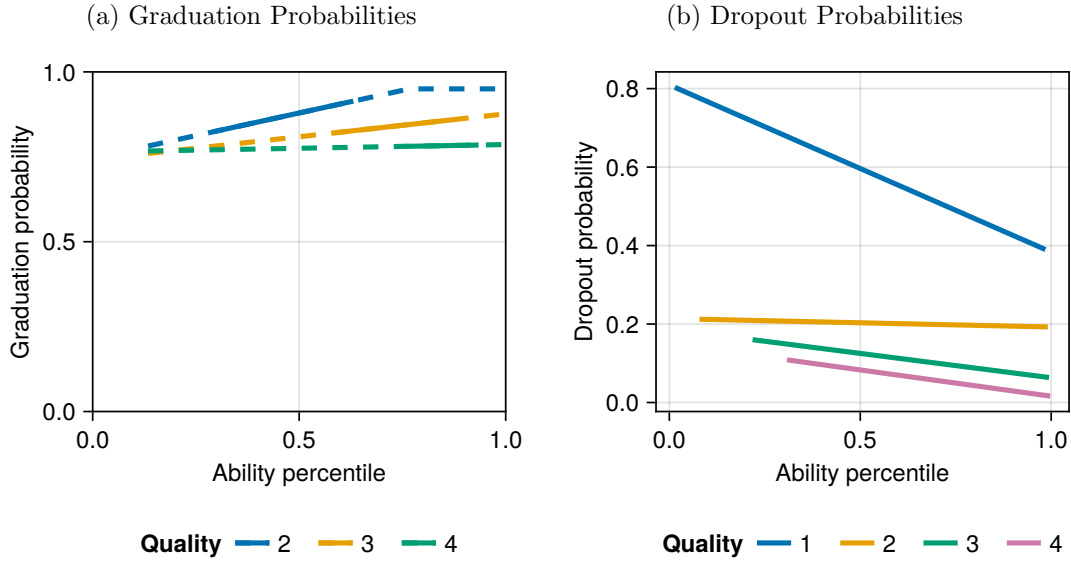 (a) Graduation Probabilities
1.0
0.5
0.0
Graduation probability
0.0 0.5 1.0
Ability percentile
Quality 2 3 4
(b) Dropout Probabilities
0.8
0.6
0.4
0.2
0.0
Dropout probability
0.0 0.5 1.0
Ability percentile
Quality 1 2 3 4